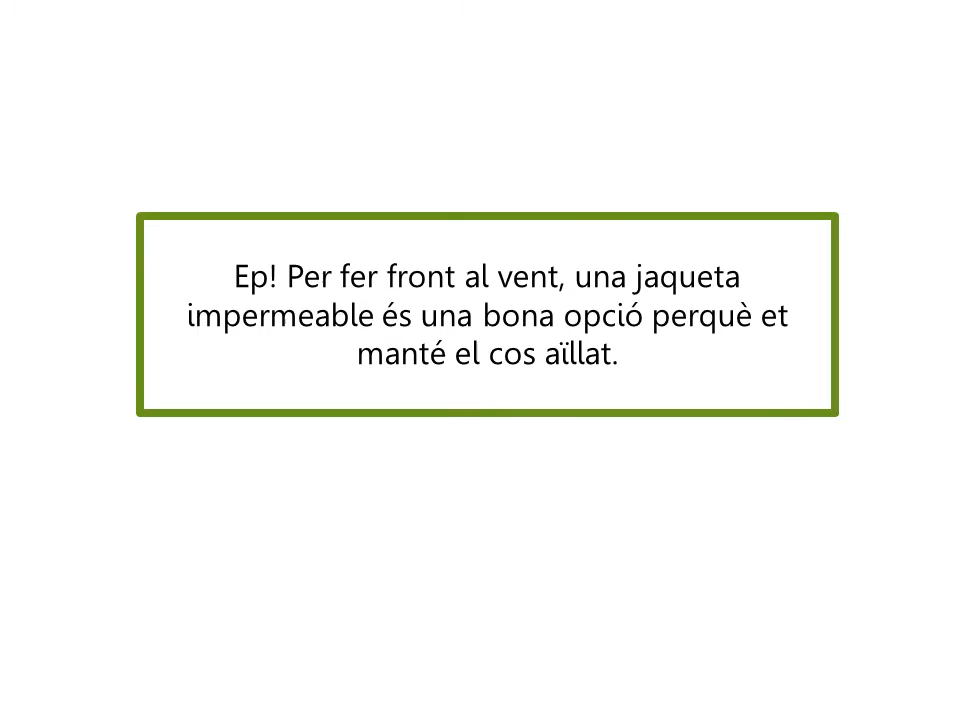 Ep! Per fer front al vent, una jaqueta
impermeable és una bona opció perquè et
manté el cos aïllat.